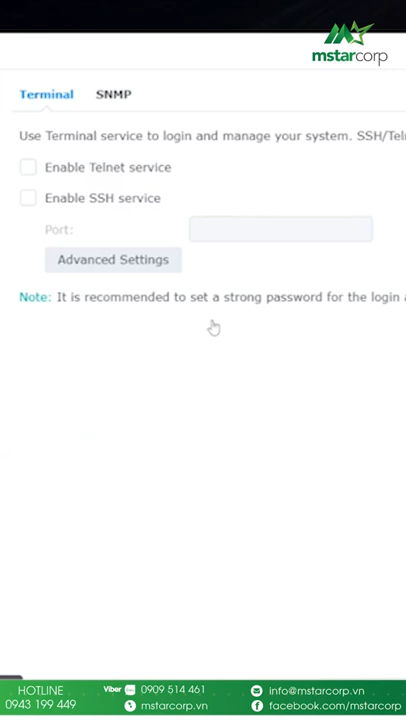 mstarcorp
Terminal SNMP
Use Terminal service to login and manage your system. SSH/Tel
Enable Telnet service
Enable SSH service
Port:
Advanced Settings
Note: It is recommended to set a strong password for the login
HOTLINE
0943 199 449
Viber 0909 514 461
mstarcorp.vn
info@mstarcorp.vn
facebook.com/mstarcorp